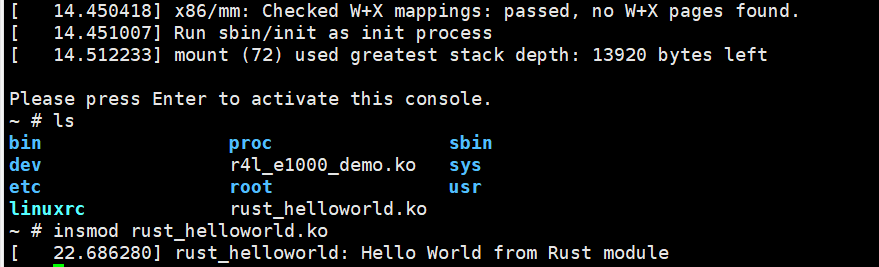 [   14.450418] x86/mm: Checked W+X mappings: passed, no W+X pages found.
[   14.451007] Run sbin/init as init process
[   14.512233] mount (72) used greatest stack depth: 13920 bytes left

Please press Enter to activate this console.
~ # ls
bin                 proc                sbin
dev                 r4l_e1000_demo.ko   sys
etc                 root                usr
linuxrc             rust_helloworld.ko
~ # insmod rust_helloworld.ko
[   22.686280] rust_helloworld: Hello World from Rust module